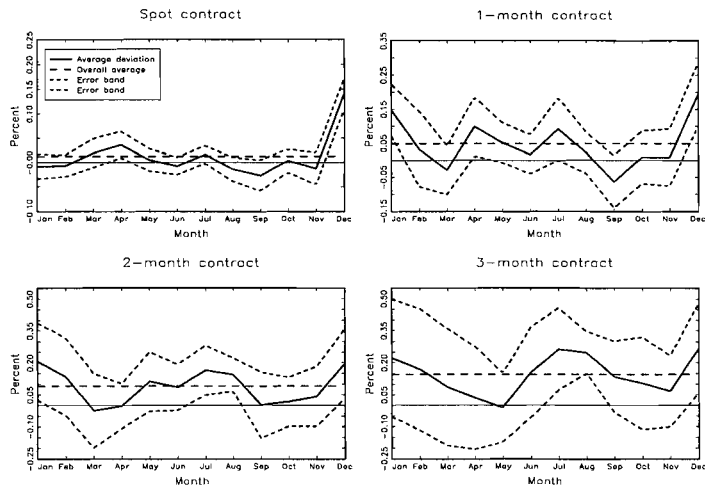 Spot contract
0.25
0.15
0.05
-0.00
-0.10
Percent
Average deviation
Overall average
Error band
Error band
Jan Feb Mar Apr May Jun Jul Aug Sep Oct Nov Dec
Month
1-month contract
0.35
0.25
0.15
0.05
-0.05
-0.15
Percent
Jan Feb Mar Apr May Jun Jul Aug Sep Oct Nov Dec
Month
2-month contract
0.50
0.35
0.20
0.05
-0.10
-0.25
Percent
Jan Feb Mar Apr May Jun Jul Aug Sep Oct Nov Dec
Month
3-month contract
0.50
0.35
0.20
0.05
-0.10
-0.25
Percent
Jan Feb Mar Apr May Jun Jul Aug Sep Oct Nov Dec
Month